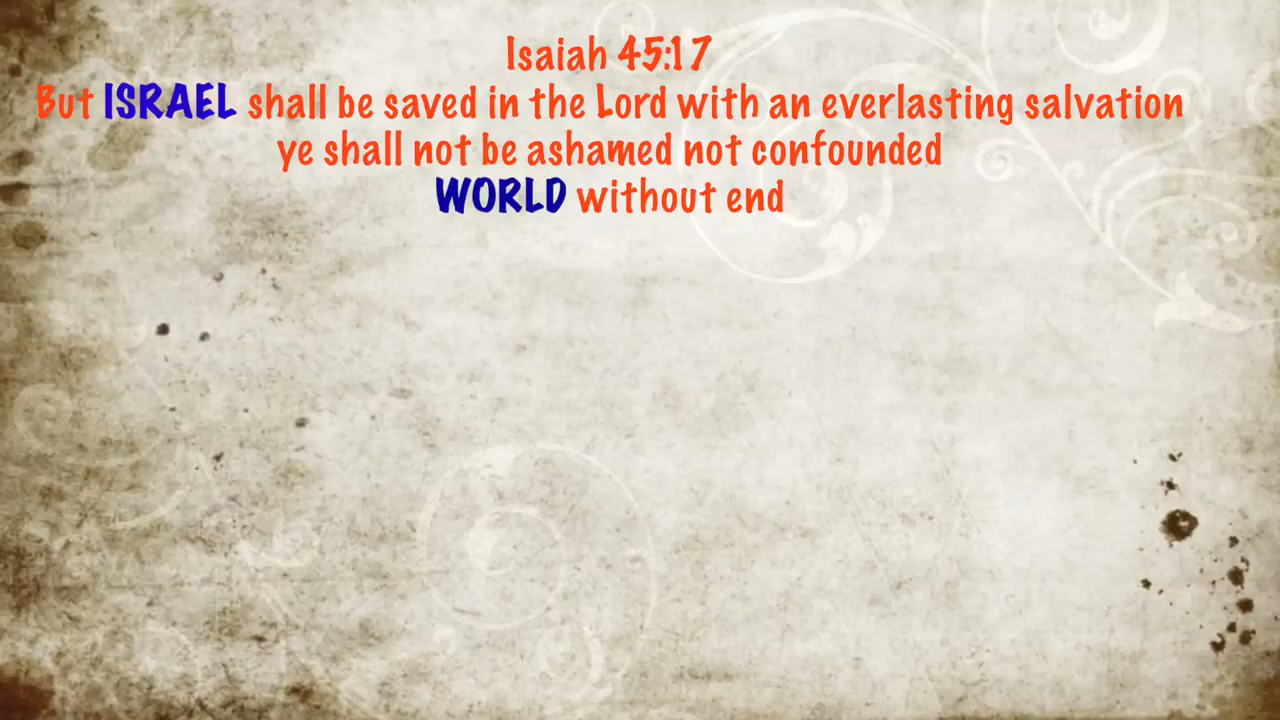 Isaiah 45:17
But ISRAEL shall be saved in the Lord with an everlasting salvation
ye shall not be ashamed not confounded
WORLD without end